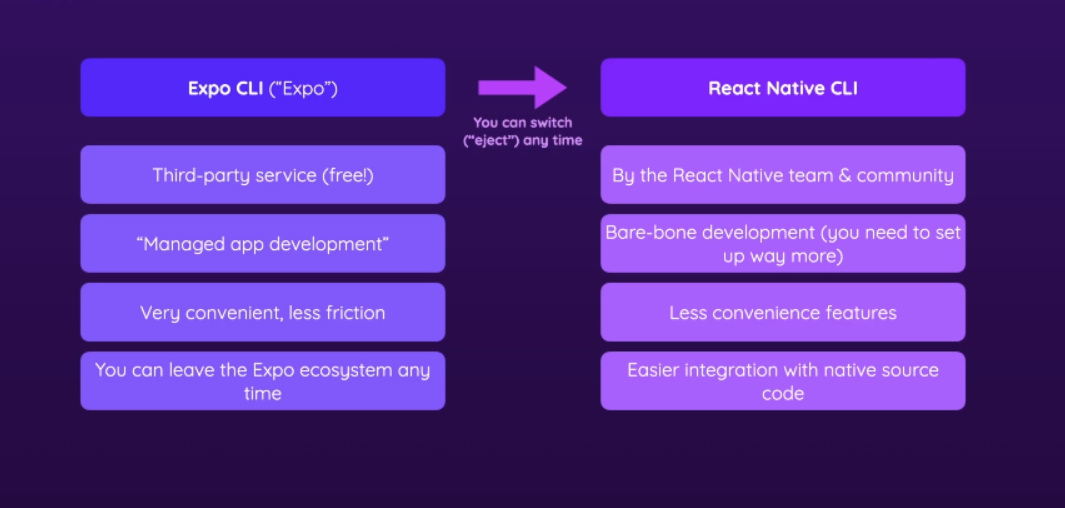 Expo CLI (“Expo”)
You can switch
(“eject”) any time
React Native CLI
Third-party service (free!)
“Managed app development”
Very convenient, less friction
You can leave the Expo ecosystem any
time
By the React Native team & community
Bare-bone development (you need to set
up way more)
Less convenience features
Easier integration with native source
code